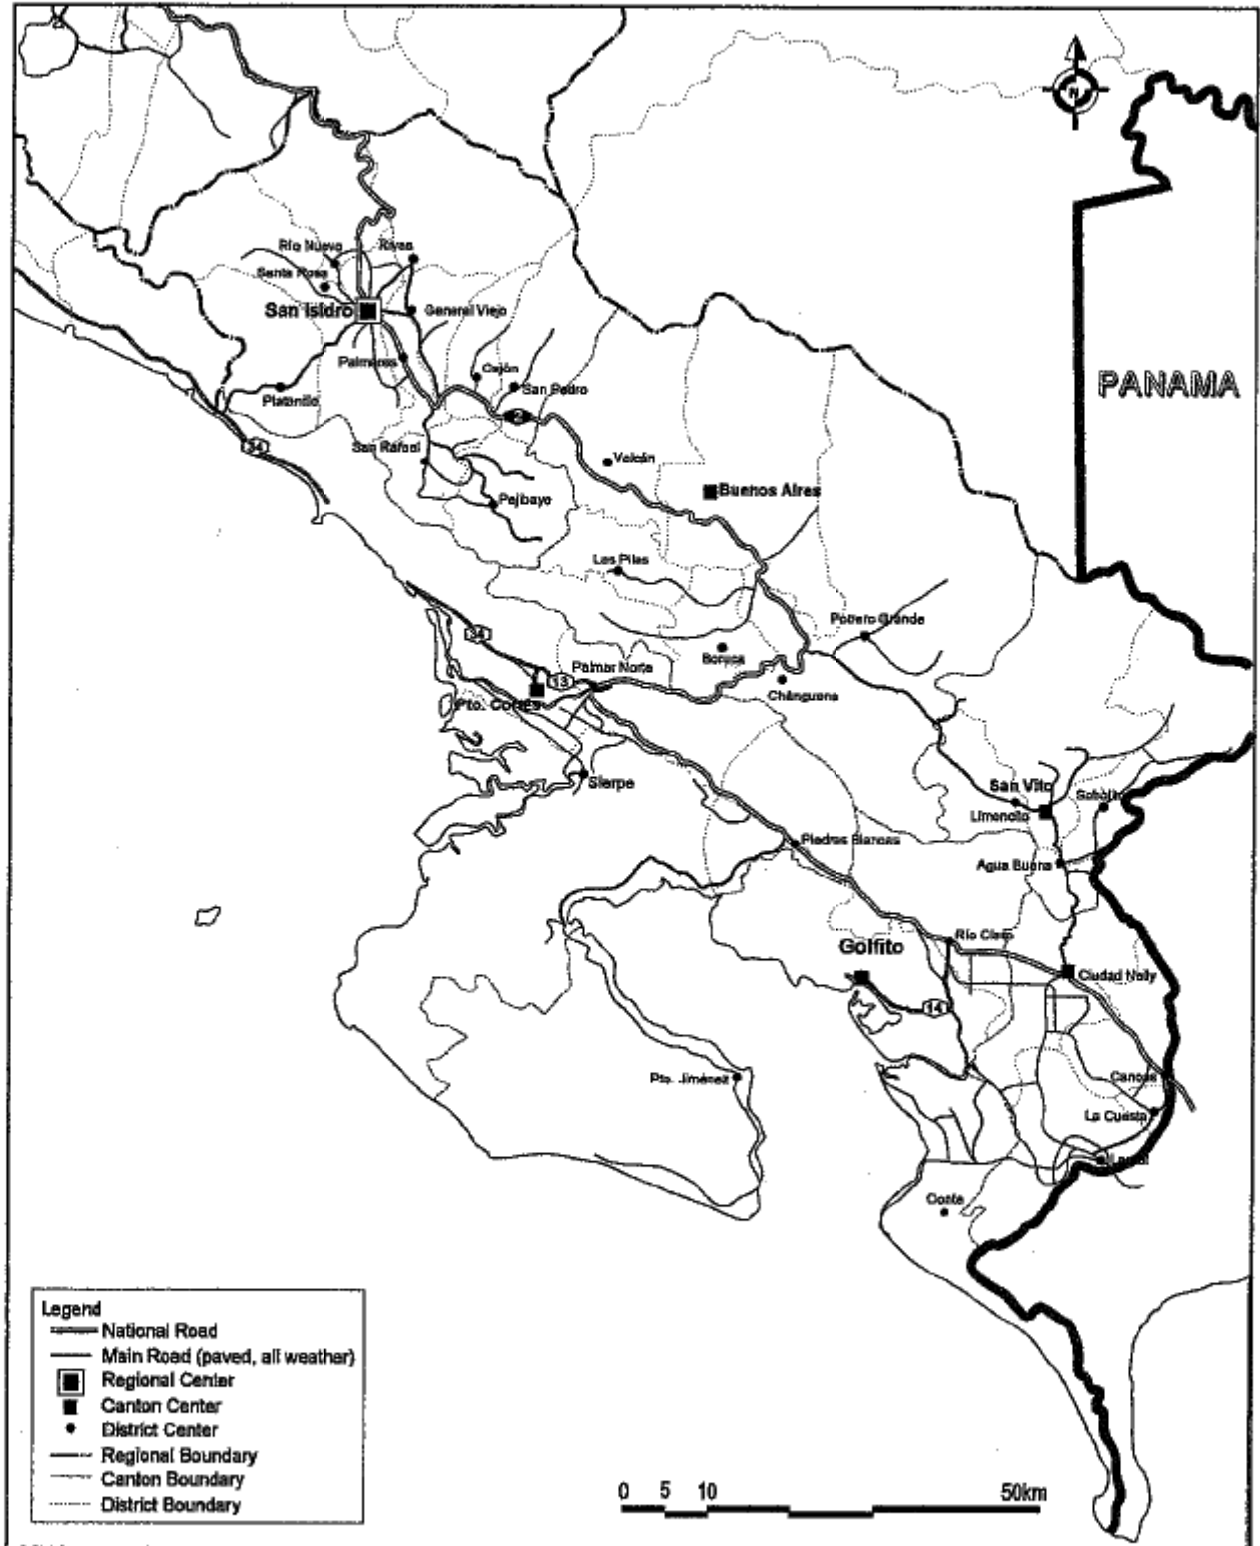 N
PANAMA
Río Nuevo
Rivas
Santa Rosa
San Isidro
General Viejo
Palmares
Cajón
San Pedro
Platanillo
2
34
San Rafael
Volcán
Buenos Aires
Pejibaye
Las Pilas
Potrero Grande
34
Boruca
Palmar Norte
13
Chánguena
Pto. Cortés
Sierpe
San Vito
Sabalito
Limoncito
Piedras Blancas
Agua Buena
Río Claro
Golfito
Ciudad Neily
14
Pto. Jiménez
Canoas
La Cuesta
Laurel
Conte
Legend
National Road
Main Road (paved, all weather)
Regional Center
Canton Center
District Center
Regional Boundary
Canton Boundary
District Boundary
0 5 10 50km